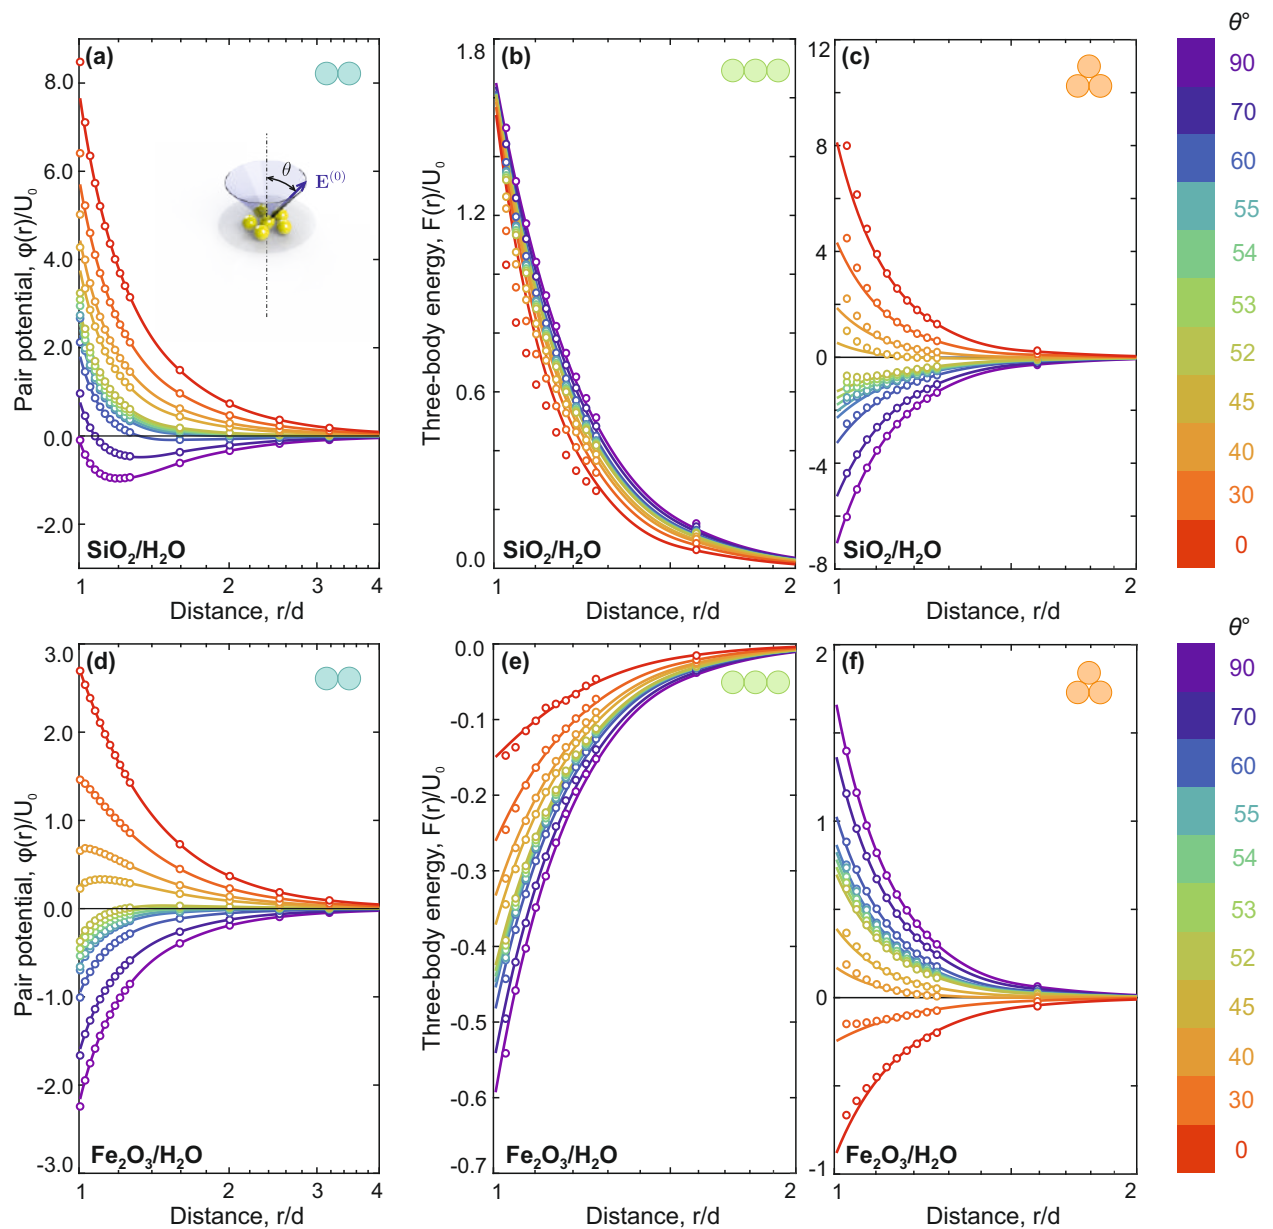 (a)
8.0
6.0
4.0
2.0
0.0
-2.0
Pair potential, φ(r)/U₀
θ
E⁽⁰⁾
SiO₂/H₂O
1 2 3 4
Distance, r/d
(b)
1.8
1.2
0.6
0.0
Three-body energy, F(r)/U₀
SiO₂/H₂O
1 2
Distance, r/d
(c)
12
8
4
0
-4
-8
SiO₂/H₂O
1 2
Distance, r/d
θ°
90
70
60
55
54
53
52
45
40
30
0
(d)
3.0
2.0
1.0
0.0
-1.0
-2.0
-3.0
Pair potential, φ(r)/U₀
Fe₂O₃/H₂O
1 2 3 4
Distance, r/d
(e)
0.0
-0.1
-0.2
-0.3
-0.4
-0.5
-0.6
-0.7
Three-body energy, F(r)/U₀
Fe₂O₃/H₂O
1 2
Distance, r/d
(f)
2
1
0
-1
Fe₂O₃/H₂O
1 2
Distance, r/d
θ°
90
70
60
55
54
53
52
45
40
30
0